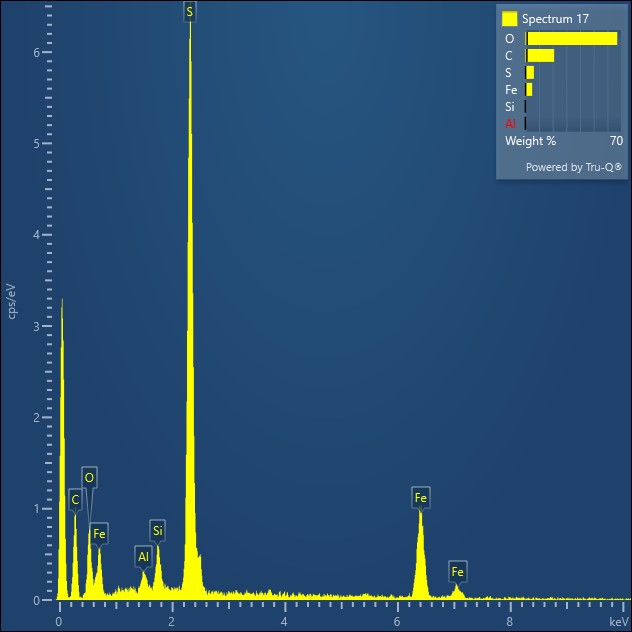 S
Spectrum 17
O
C
S
Fe
Si
Al
Weight % 70
Powered by Tru-Q®
6
5
4
cps/eV
3
2
O
C
Fe
1
Fe
Si
Al
Fe
0
0 2 4 6 8 keV